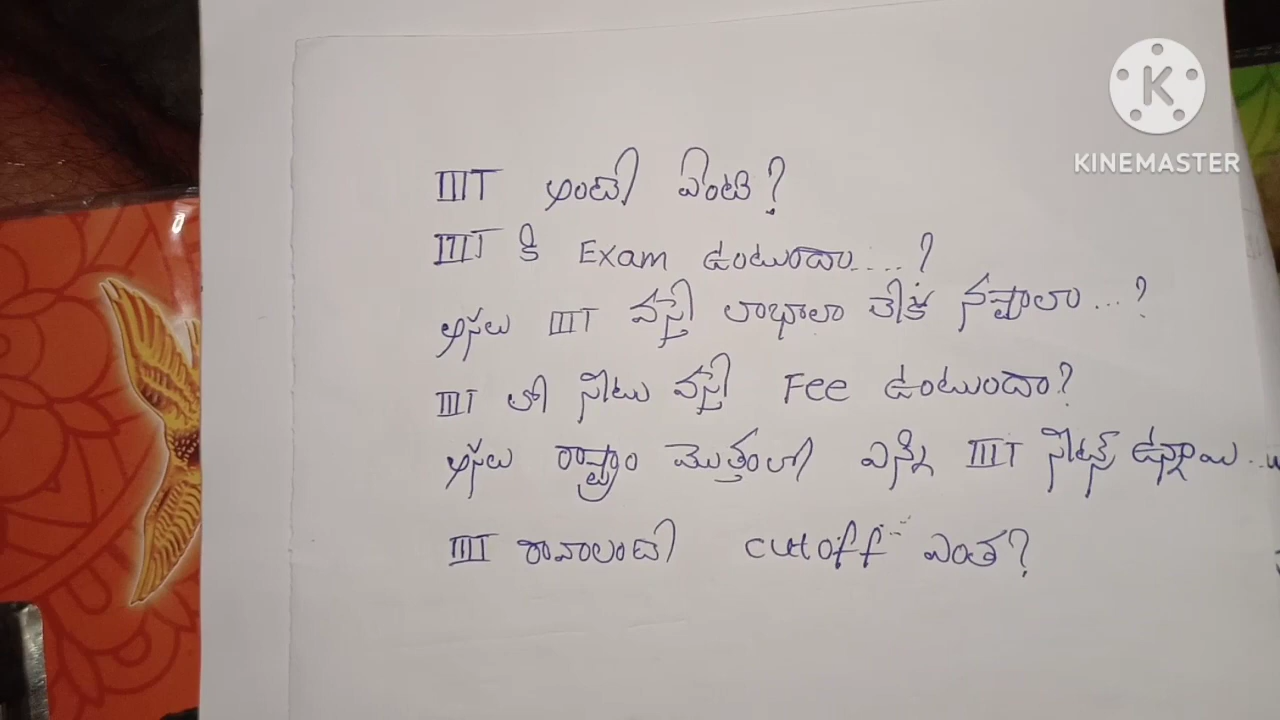 KINEMASTER
IIIT అంటే ఏంటి?
IIIT కి Exam ఉంటుందా....?
అసలు IIIT వస్తే లాభాలా లేక నష్టాలా...?
IIIT లో సీటు వస్తే Fee ఉంటుందా?
అసలు రాష్ట్రం మొత్తంలో ఎన్ని IIIT సీట్స్ ఉన్నాయి..
IIIT రావాలంటే cutoff ఎంత?